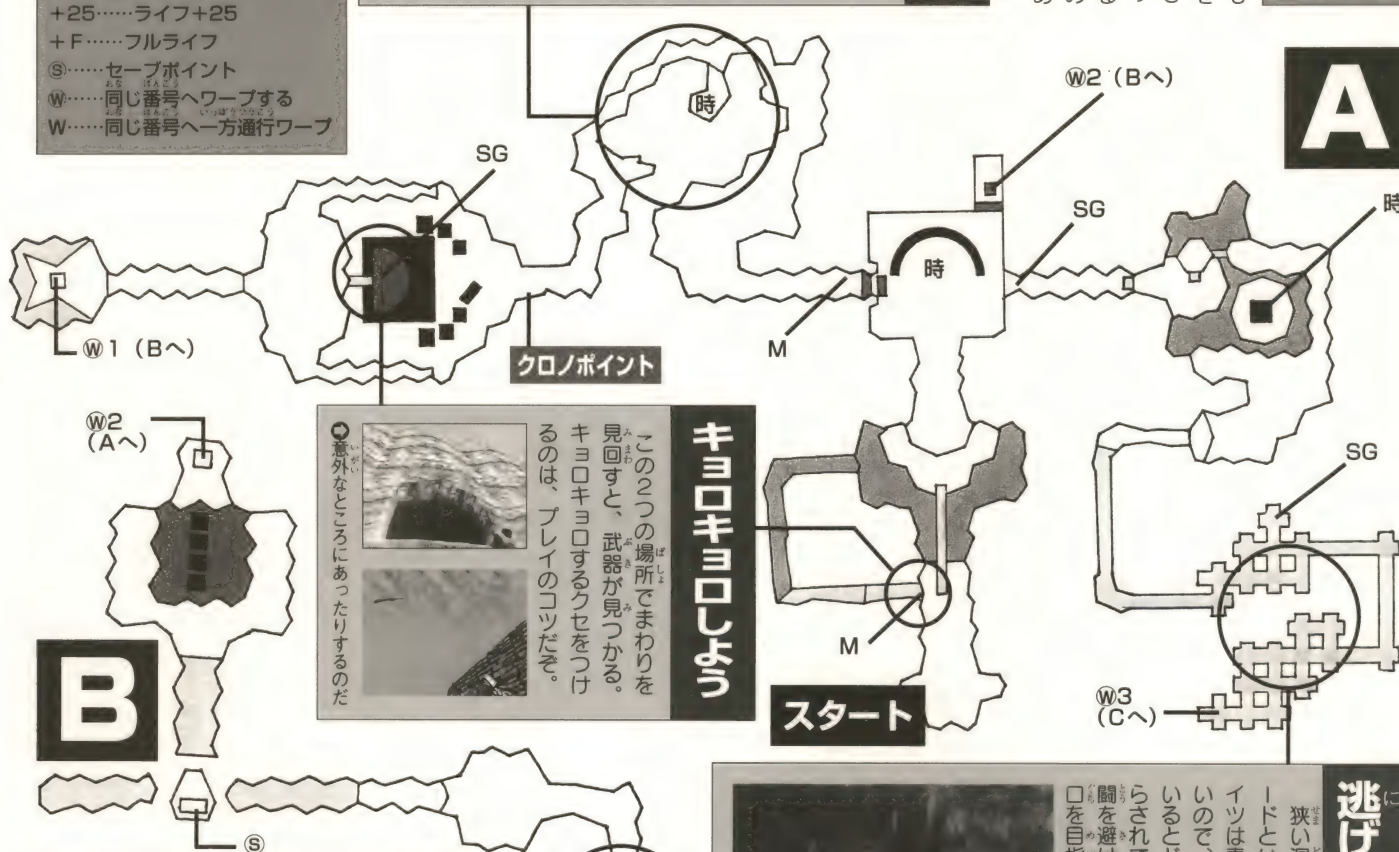 +25……ライフ+25
+F……フルライフ
Ⓢ……セーブポイント
Ⓦ……同じ番号へワープする
W……同じ番号へ一方通行ワープ
A
Ⓦ2(Bへ)
時
SG
SG
時
時
M
Ⓦ1(Bへ)
クロノポイント
Ⓦ2
(Aへ)
キョロキョロしよう
この2つの場所でまわりを
見回すと、武器が見つかる。
キョロキョロするクセをつけ
るのは、プレイのコツだぞ。
➲意外なところにあったりするのだ
SG
M
スタート
Ⓦ3
(Cへ)
B
Ⓢ
逃げ
狭い
ードとい
イツは
いので、
いるとど
らされて
闘を避け
口を目指